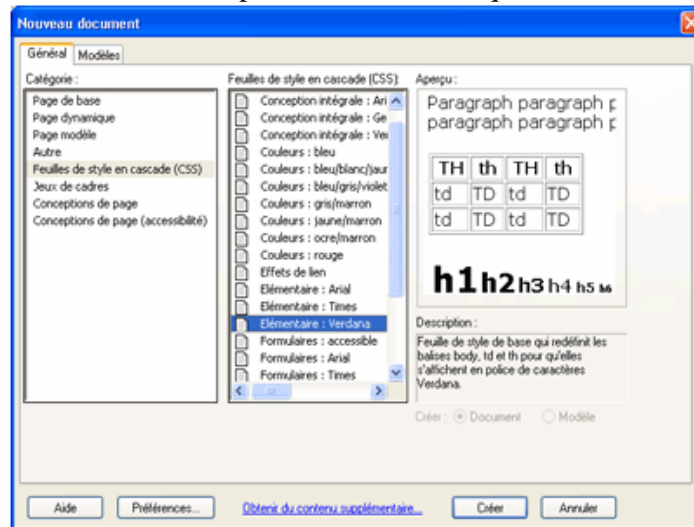 Nouveau document
Général
Modèles
Catégorie :
Page de base
Page dynamique
Page modèle
Autre
Feuilles de style en cascade (CSS)
Jeux de cadres
Conceptions de page
Conceptions de page (accessibilité)
Feuilles de style en cascade (CSS):
Conception intégrale : Ari
Conception intégrale : Ge
Conception intégrale : Ver
Couleurs : bleu
Couleurs : bleu/blanc/jaur
Couleurs : bleu/gris/violet
Couleurs : gris/marron
Couleurs : jaune/marron
Couleurs : ocre/marron
Couleurs : rouge
Effets de lien
Elémentaire : Arial
Elémentaire : Times
Elémentaire : Verdana
Formulaires : accessible
Formulaires : Arial
Formulaires : Times
Aperçu :
Paragraph paragraph p
paragraph paragraph p
TH th TH th
td TD td TD
td TD td TD
h1 h2 h3 h4 h5 h6
Description :
Feuille de style de base qui redéfinit les
balises body, td et th pour qu'elles
s'affichent en police de caractères
Verdana.
Créer : Document Modèle
Aide
Préférences...
Obtenir du contenu supplémentaire...
Créer
Annuler